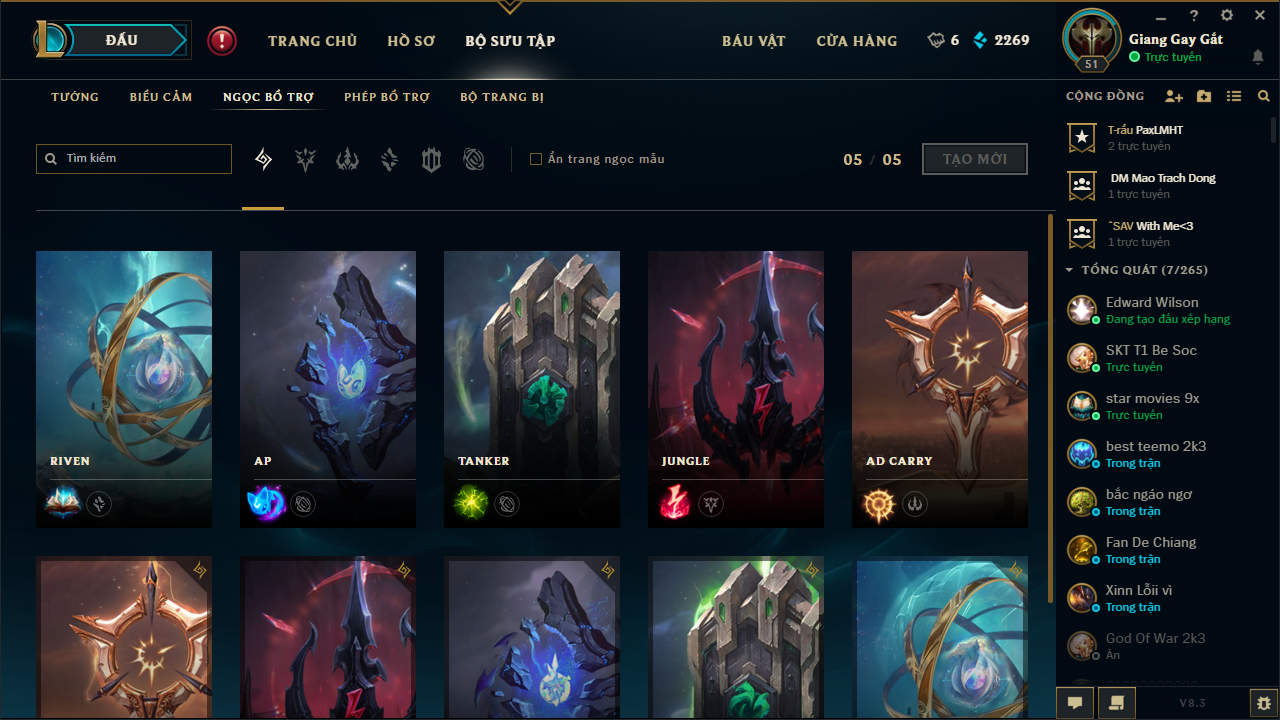 ĐẤU
TRANG CHỦ
HỒ SƠ
BỘ SƯU TẬP
BÁU VẬT
CỬA HÀNG
6
2269
51
Giang Gay Gắt
Trực tuyến
TƯỚNG
BIỂU CẢM
NGỌC BỔ TRỢ
PHÉP BỔ TRỢ
BỘ TRANG BỊ
CỘNG ĐỒNG
Tìm kiếm
Ẩn trang ngọc mẫu
05 / 05
TẠO MỚI
RIVEN
AP
TANKER
JUNGLE
AD CARRY
T-rầu PaxLMHT
2 trực tuyến
DM Mao Trach Dong
1 trực tuyến
ˆSAV With Me<3
1 trực tuyến
TỔNG QUÁT (7/265)
Edward Wilson
Đang tạo đấu xếp hạng
SKT T1 Be Soc
Trực tuyến
star movies 9x
Trực tuyến
best teemo 2k3
Trong trận
bắc ngáo ngơ
Trong trận
Fan De Chiang
Trong trận
Xinn Lỗii vì
Trong trận
God Of War 2k3
Ẩn
V8.3